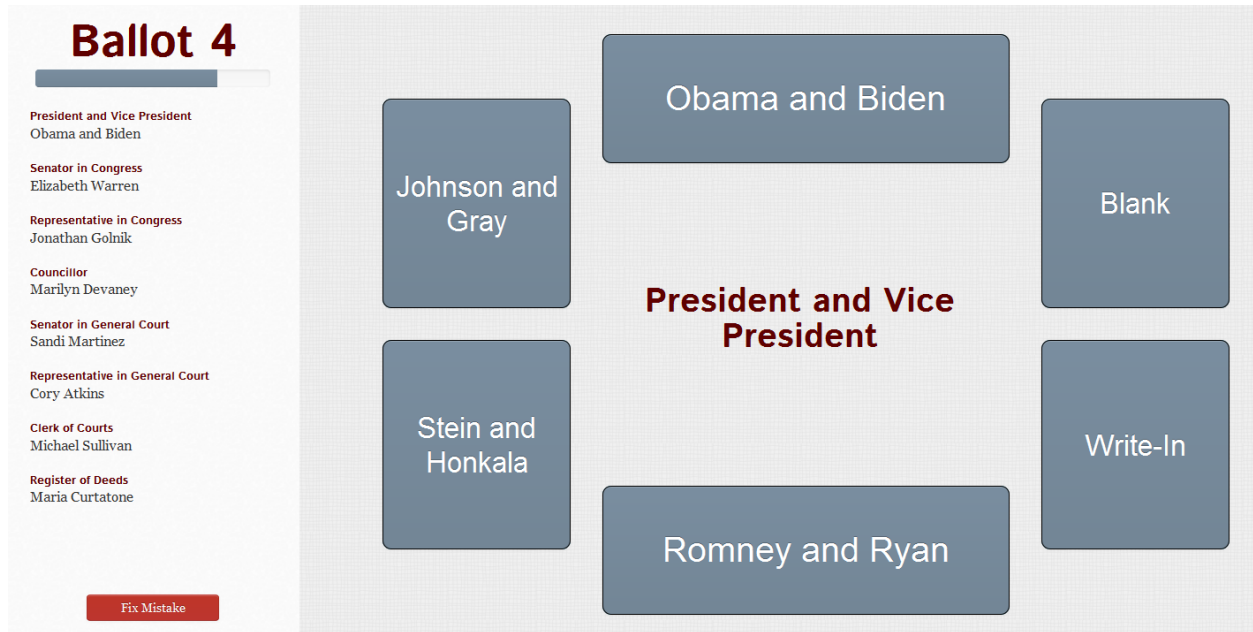 Ballot 4
President and Vice President
Obama and Biden
Senator in Congress
Elizabeth Warren
Representative in Congress
Jonathan Golnik
Councillor
Marilyn Devaney
Senator in General Court
Sandi Martinez
Representative in General Court
Cory Atkins
Clerk of Courts
Michael Sullivan
Register of Deeds
Maria Curtatone
Fix Mistake
Obama and Biden
Johnson and
Gray
Blank
President and Vice
President
Stein and
Honkala
Write-In
Romney and Ryan